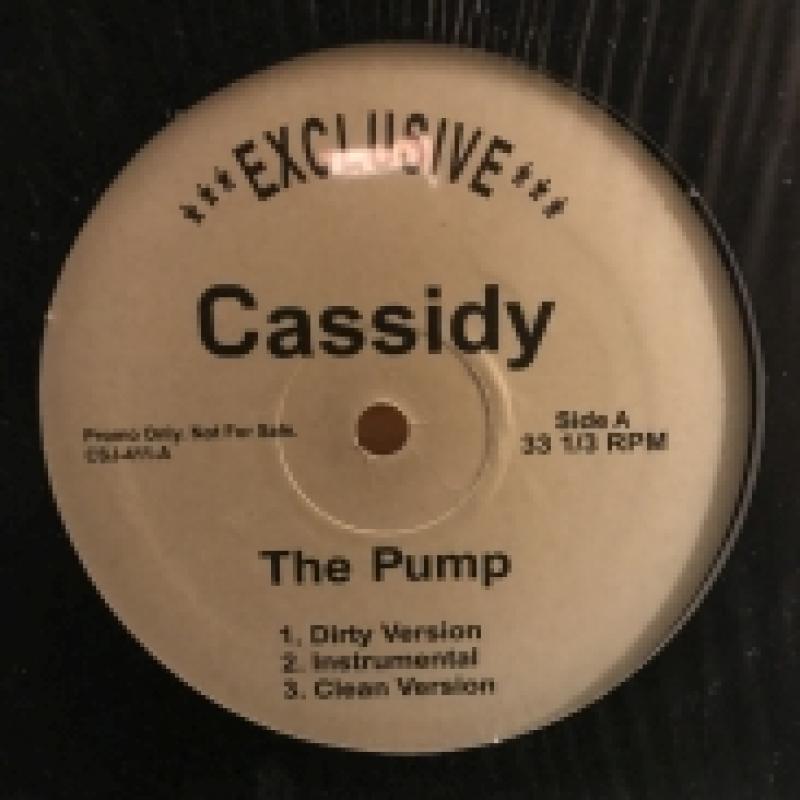 ***EXCLUSIVE***
Cassidy
Promo Only. Not For Sale.
Side A
33 1/3 RPM
The Pump
1. Dirty Version
2. Instrumental
3. Clean Version